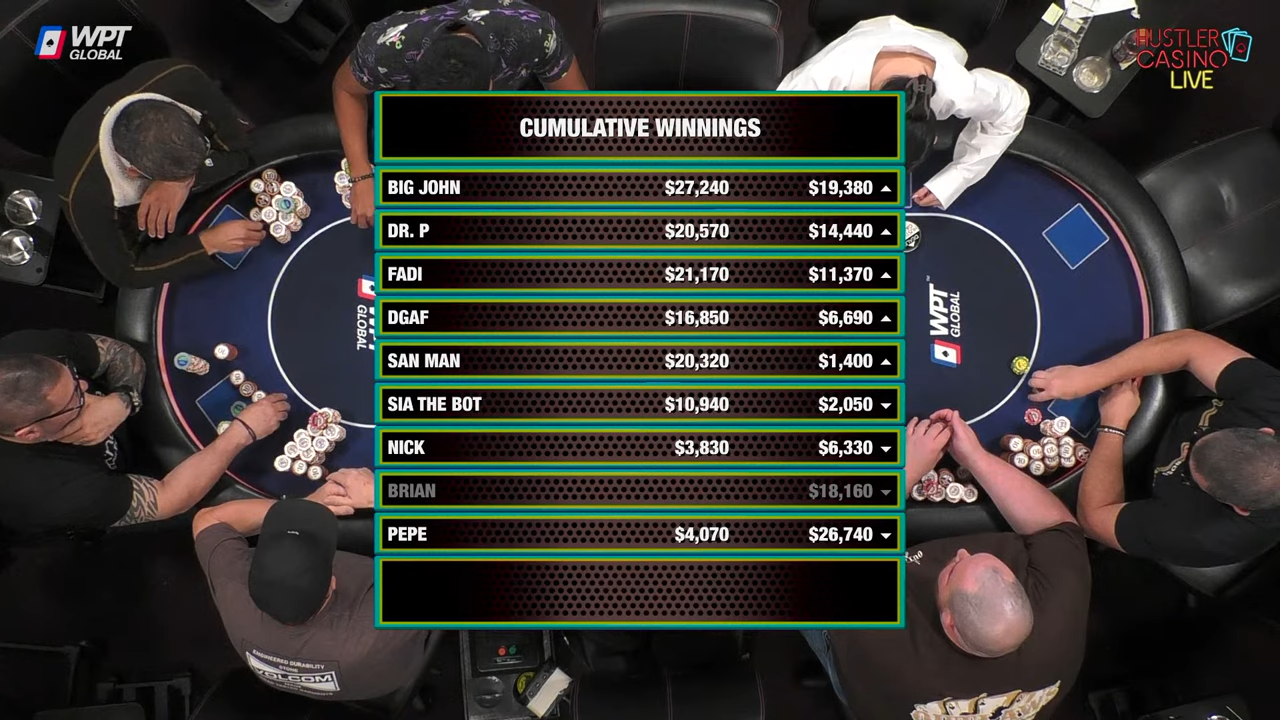 WPT
GLOBAL
HUSTLER
CASINO
LIVE
CUMULATIVE WINNINGS
BIG JOHN $27,240 $19,380
DR. P $20,570 $14,440
FADI $21,170 $11,370
DGAF $16,850 $6,690
SAN MAN $20,320 $1,400
SIA THE BOT $10,940 $2,050
NICK $3,830 $6,330
BRIAN $18,160
PEPE $4,070 $26,740
WPT
GLOBAL
GLOBAL
ENGINEERED DURABILITY
VOLCOM